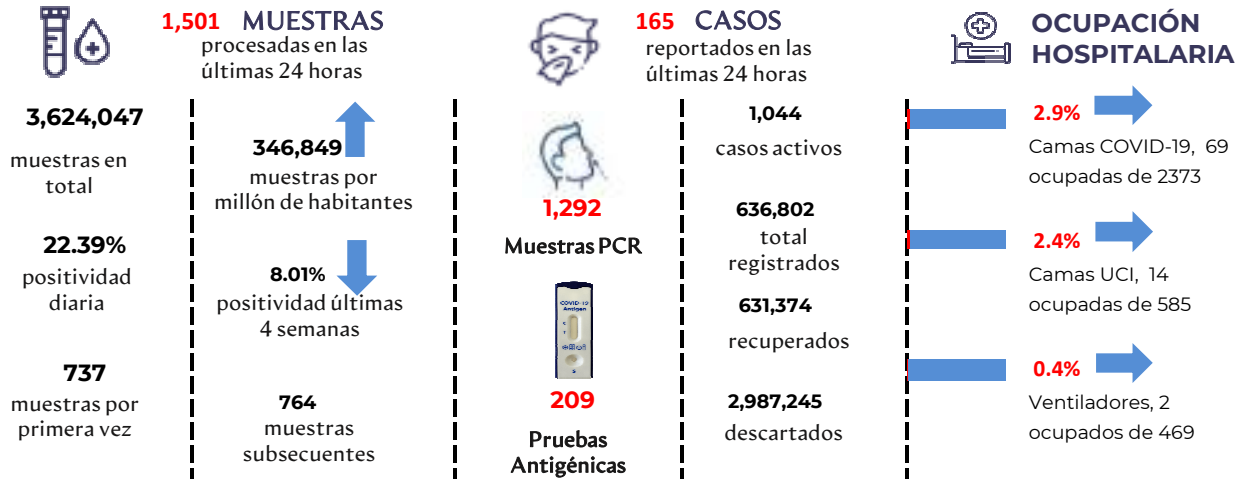 1,501 MUESTRAS
procesadas en las
últimas 24 horas
3,624,047
muestras en
total
22.39%
positividad
diaria
737
muestras por
primera vez
346,849
muestras por
millón de habitantes
8.01%
positividad últimas
4 semanas
764
muestras
subsecuentes
165 CASOS
reportados en las
últimas 24 horas
1,292
Muestras PCR
COVID-19
Antigen
C
T
S
209
Pruebas
Antigénicas
1,044
casos activos
636,802
total
registrados
631,374
recuperados
2,987,245
descartados
OCUPACIÓN
HOSPITALARIA
2.9%
Camas COVID-19, 69
ocupadas de 2373
2.4%
Camas UCI, 14
ocupadas de 585
0.4%
Ventiladores, 2
ocupados de 469